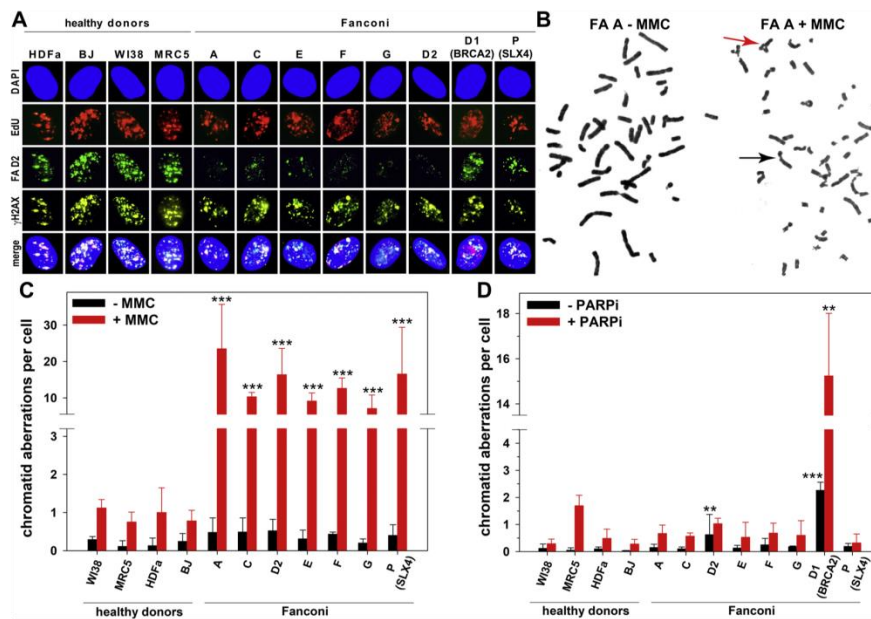 A
healthy donors Fanconi
HDFa BJ WI38 MRC5 A C E F G D2 D1 (BRCA2) P (SLX4)
DAPI
EdU
FA D2
γH2AX
merge
B
FA A - MMC FA A + MMC
C
- MMC
+ MMC
chromatid aberrations per cell
30
20
10
3
2
1
0
*** *** *** *** *** *** ***
WI38 MRC5 HDFa BJ A C D2 E F G P (SLX4)
healthy donors Fanconi
D
- PARPi
+ PARPi
chromatid aberrations per cell
18
16
14
4
3
2
1
0
** *** **
WI38 MRC5 HDFa BJ A C D2 E F G D1 (BRCA2) P (SLX4)
healthy donors Fanconi